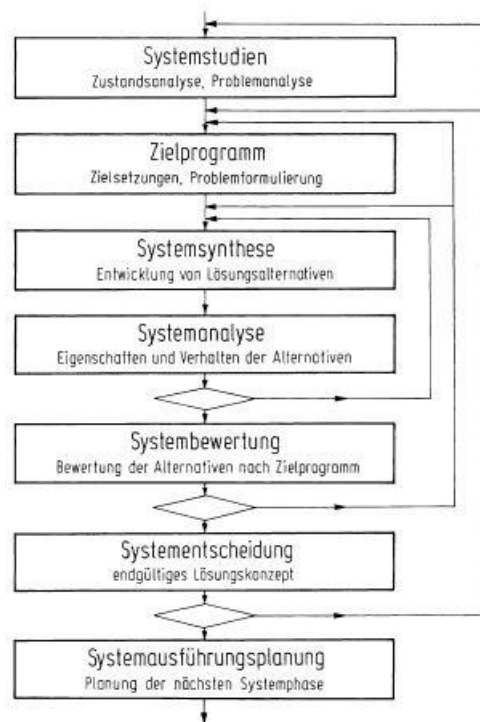 Systemstudien
Zustandsanalyse, Problemanalyse
Zielprogramm
Zielsetzungen, Problemformulierung
Systemsynthese
Entwicklung von Lösungsalternativen
Systemanalyse
Eigenschaften und Verhalten der Alternativen
Systembewertung
Bewertung der Alternativen nach Zielprogramm
Systementscheidung
endgültiges Lösungskonzept
Systemausführungsplanung
Planung der nächsten Systemphase